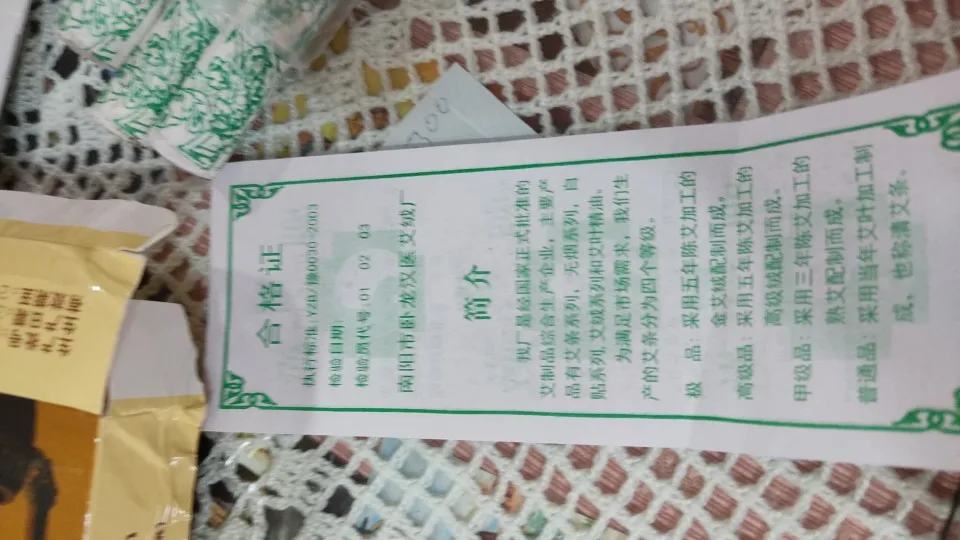 合格证
检验日期:
检验员代号:01 02 03
南阳市卧龙汉医艾绒厂
简介
我厂是经国家正式批准的
艾制品综合生产企业，主要产
品有艾条系列，无烟系列，自
贴系列,艾绒系列和艾叶精油。
为满足市场需求，我们生
产的艾条分为四个等级。
极 品：采用五年陈艾加工的
金艾绒配制而成。
高级品：采用五年陈艾加工的
高级绒配制而成。
甲级品：采用三年陈艾加工的
熟艾配制而成。
普通品：采用当年艾叶加工制
成，也称清艾条。
300